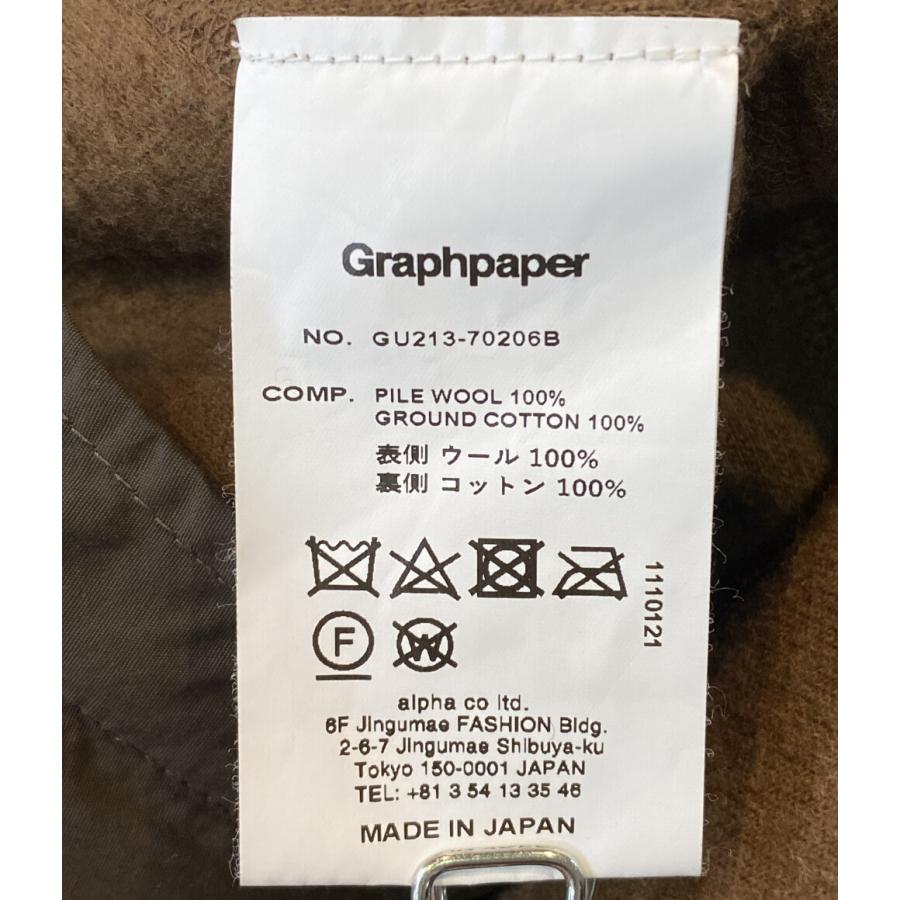 Graphpaper
NO. GU213-70206B
COMP. PILE WOOL 100%
GROUND COTTON 100%
表側 ウール 100%
裏側 コットン 100%
F W
1110121
alpha co ltd.
6F Jingumae FASHION Bldg.
2-6-7 Jingumae Shibuya-ku
Tokyo 150-0001 JAPAN
TEL: +81 3 54 13 35 46
MADE IN JAPAN